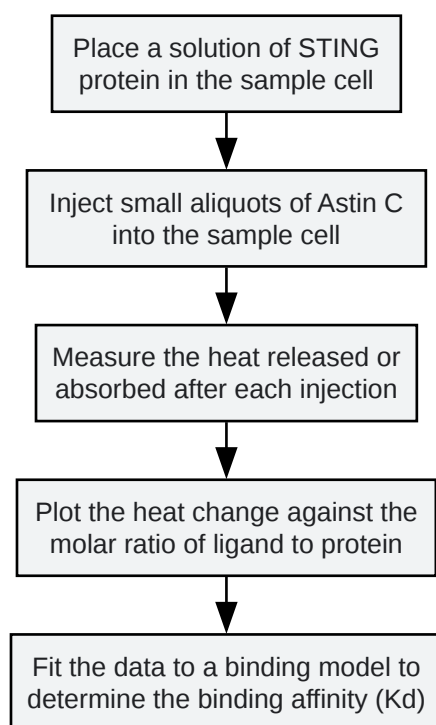 Place a solution of STING
protein in the sample cell
Inject small aliquots of Astin C
into the sample cell
Measure the heat released or
absorbed after each injection
Plot the heat change against the
molar ratio of ligand to protein
Fit the data to a binding model to
determine the binding affinity (Kd)